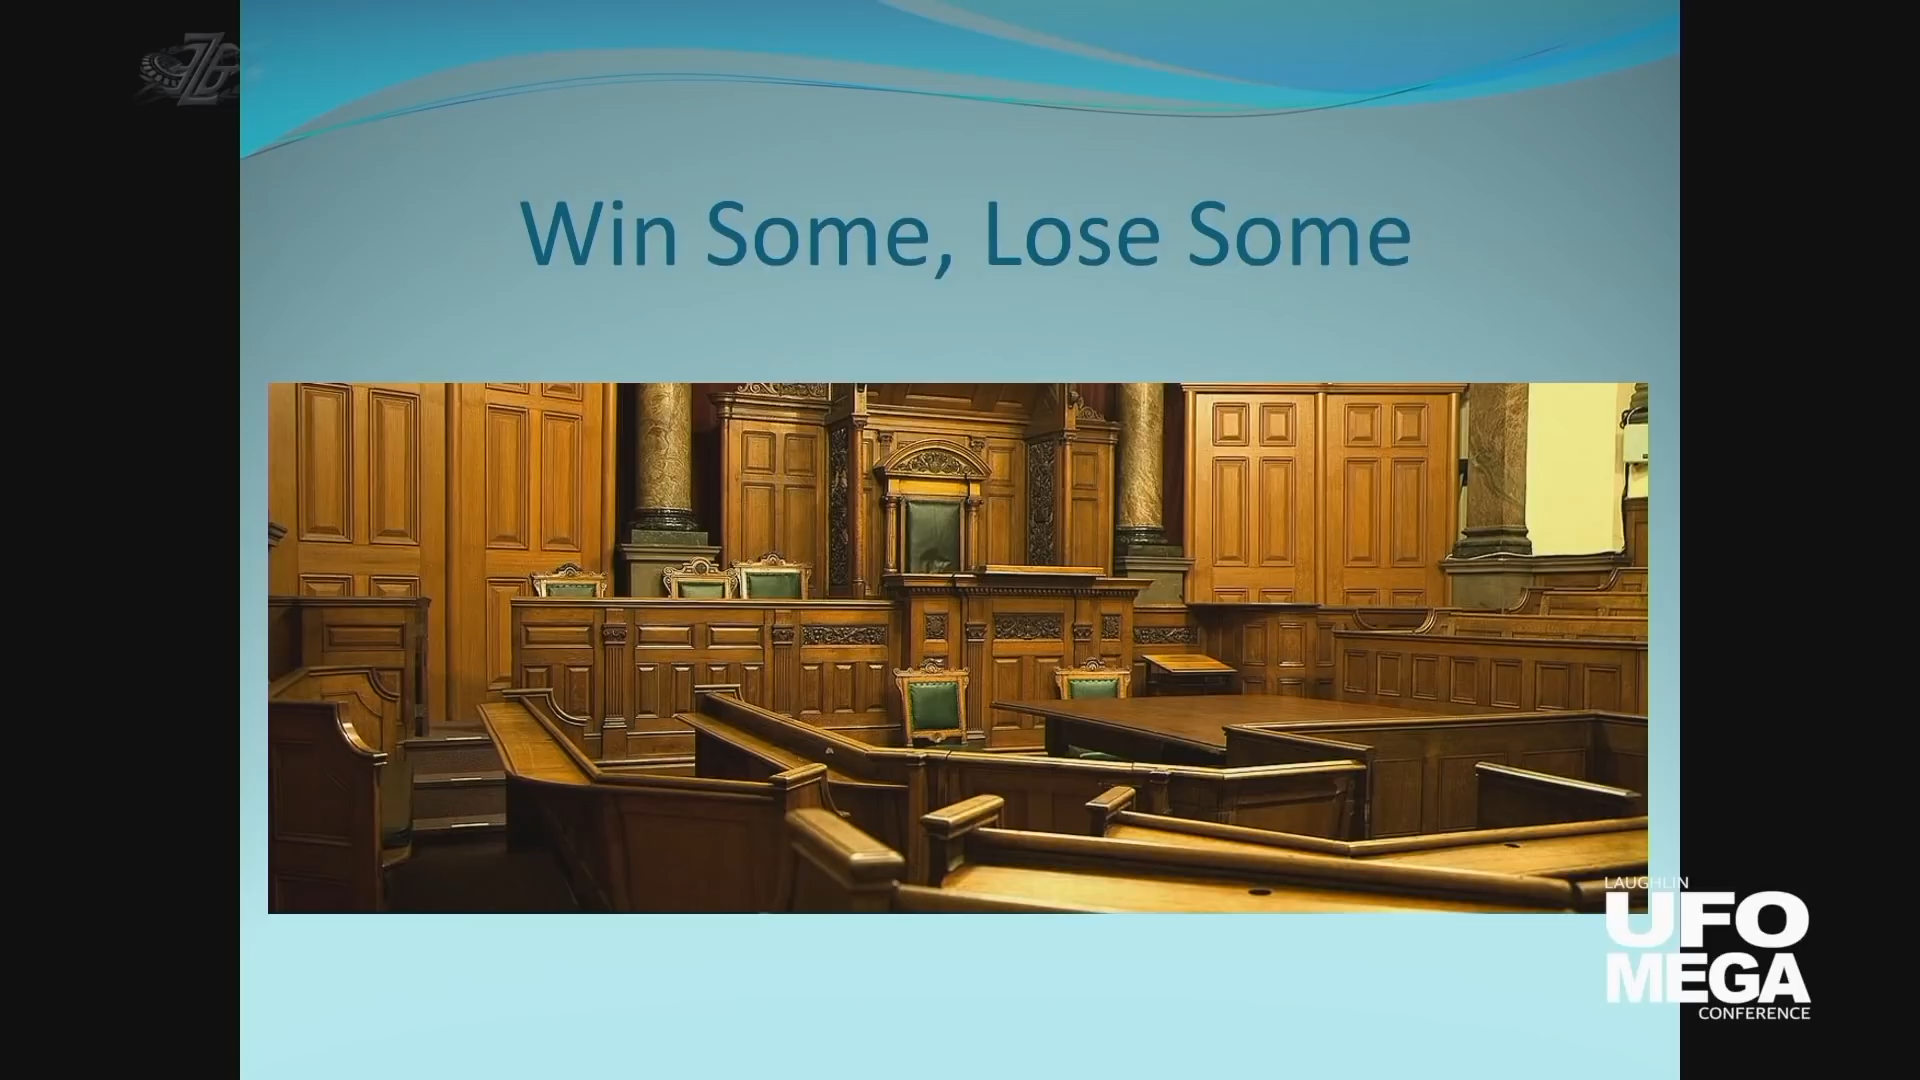 Win Some, Lose Some
LAUGHLIN
UFO
MEGA
CONFERENCE